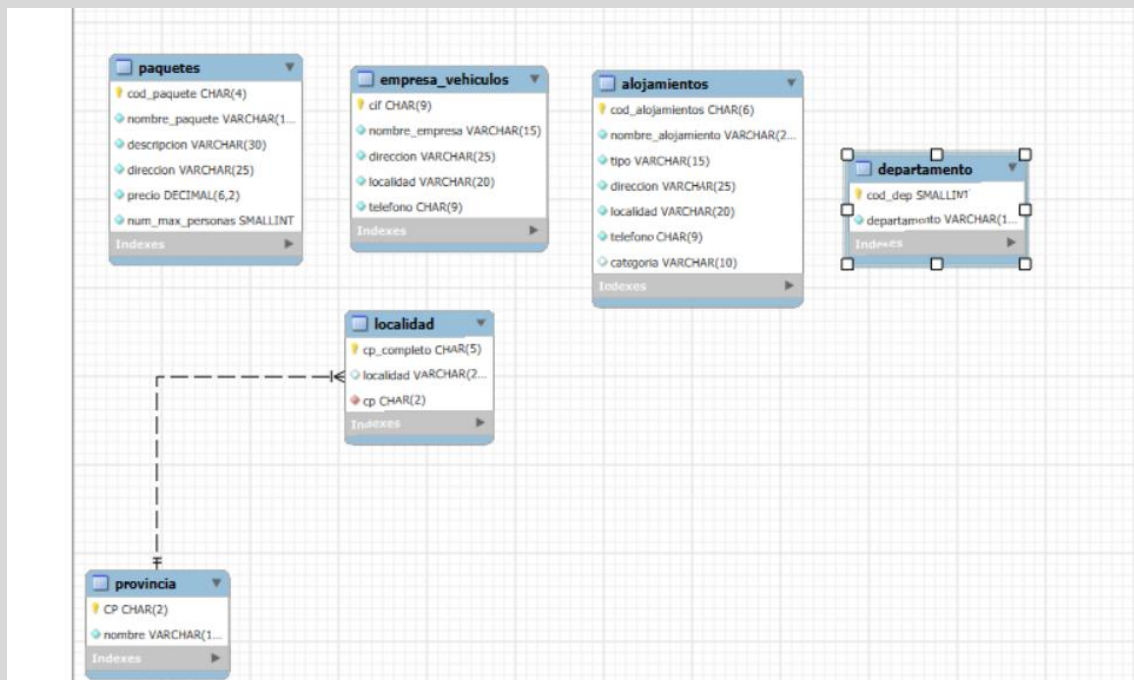 paquetes
cod_paquete CHAR(4)
nombre_paquete VARCHAR(1...
descripcion VARCHAR(30)
direccion VARCHAR(25)
precio DECIMAL(6,2)
num_max_personas SMALLINT
Indexes
empresa_vehiculos
cif CHAR(9)
nombre_empresa VARCHAR(15)
direccion VARCHAR(25)
localidad VARCHAR(20)
telefono CHAR(9)
Indexes
alojamientos
cod_alojamientos CHAR(6)
nombre_alojamiento VARCHAR(2...
tipo VARCHAR(15)
direccion VARCHAR(25)
localidad VARCHAR(20)
telefono CHAR(9)
categoria VARCHAR(10)
Indexes
departamento
cod_dep SMALLINT
departamento VARCHAR(1...
Indexes
localidad
cp_completo CHAR(5)
localidad VARCHAR(2...
cp CHAR(2)
Indexes
provincia
CP CHAR(2)
nombre VARCHAR(1...
Indexes